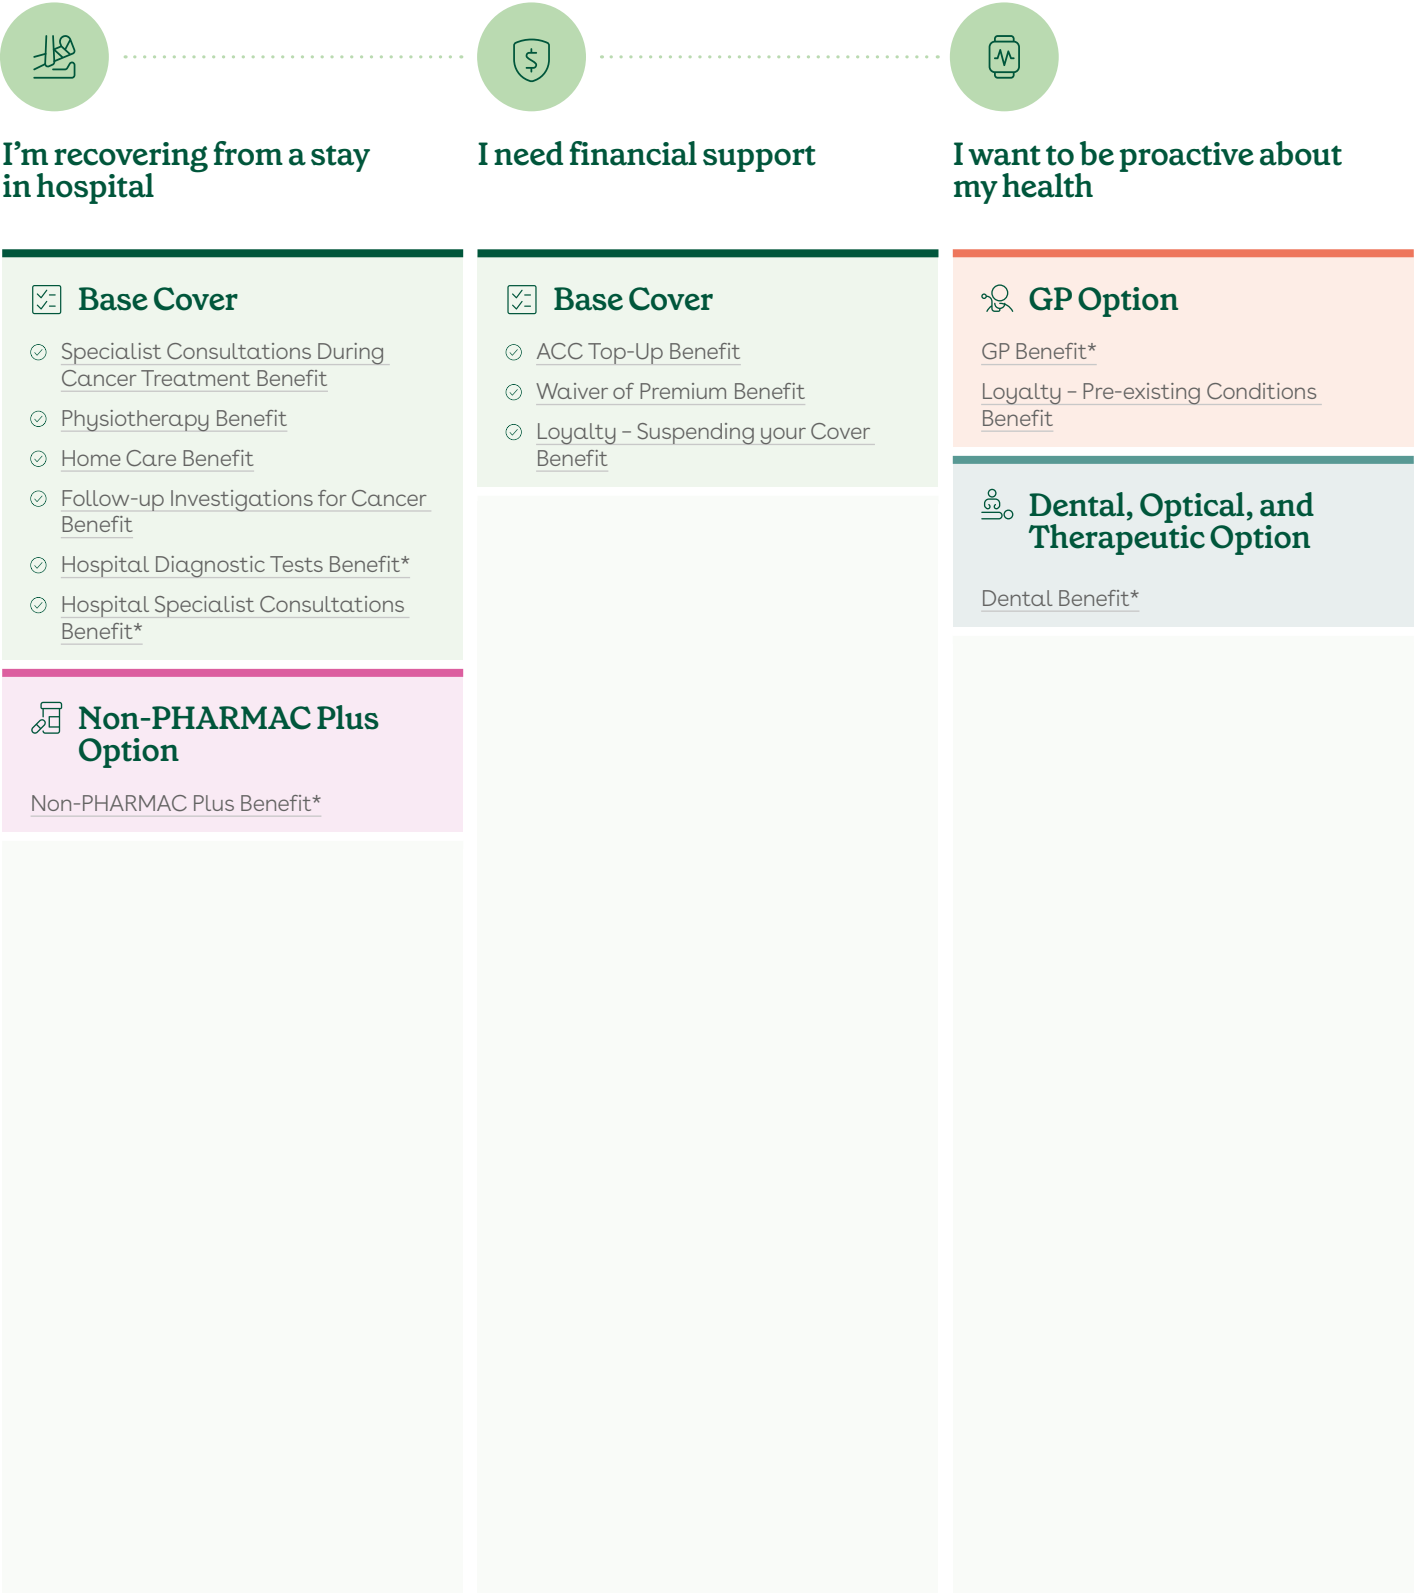 I’m recovering from a stay
in hospital
Base Cover
Specialist Consultations During
Cancer Treatment Benefit
Physiotherapy Benefit
Home Care Benefit
Follow-up Investigations for Cancer
Benefit
Hospital Diagnostic Tests Benefit*
Hospital Specialist Consultations
Benefit*
Non-PHARMAC Plus
Option
Non-PHARMAC Plus Benefit*
$
I need financial support
Base Cover
ACC Top-Up Benefit
Waiver of Premium Benefit
Loyalty – Suspending your Cover
Benefit
I want to be proactive about
my health
GP Option
GP Benefit*
Loyalty – Pre-existing Conditions
Benefit
Dental, Optical, and
Therapeutic Option
Dental Benefit*